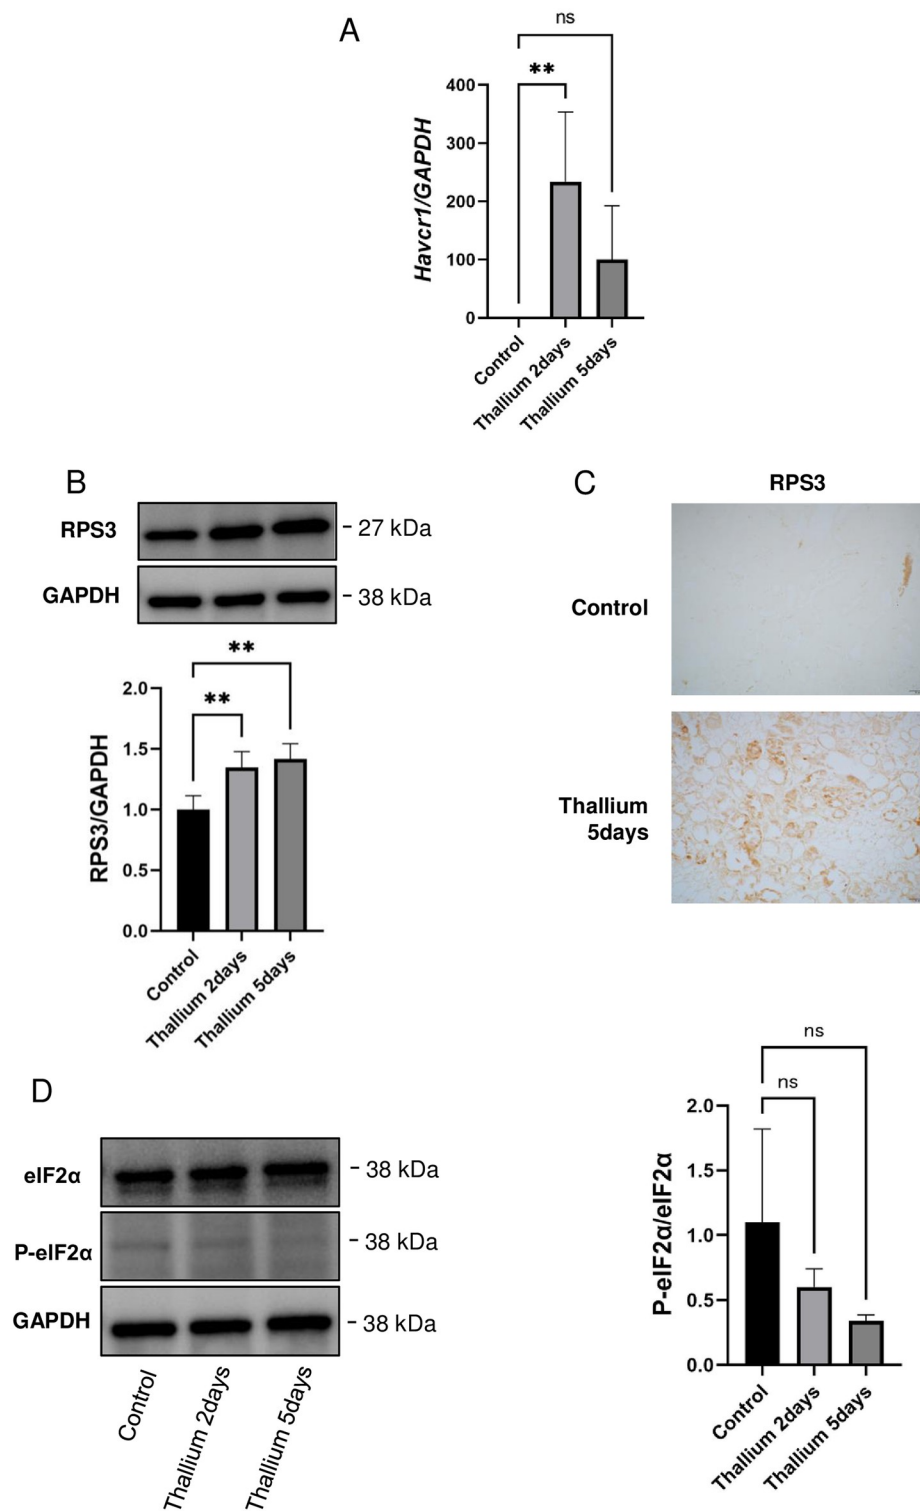 A
ns
**
400
300
200
100
0
Havcr1/GAPDH
Control
Thallium 2days
Thallium 5days
B
RPS3
- 27 kDa
GAPDH
- 38 kDa
**
**
2.0
1.5
1.0
0.5
0.0
RPS3/GAPDH
Control
Thallium 2days
Thallium 5days
C
RPS3
Control
Thallium
5days
D
eIF2α
- 38 kDa
P-eIF2α
- 38 kDa
GAPDH
- 38 kDa
Control
Thallium 2days
Thallium 5days
ns
ns
2.0
1.5
1.0
0.5
0.0
P-eIF2α/eIF2α
Control
Thallium 2days
Thallium 5days